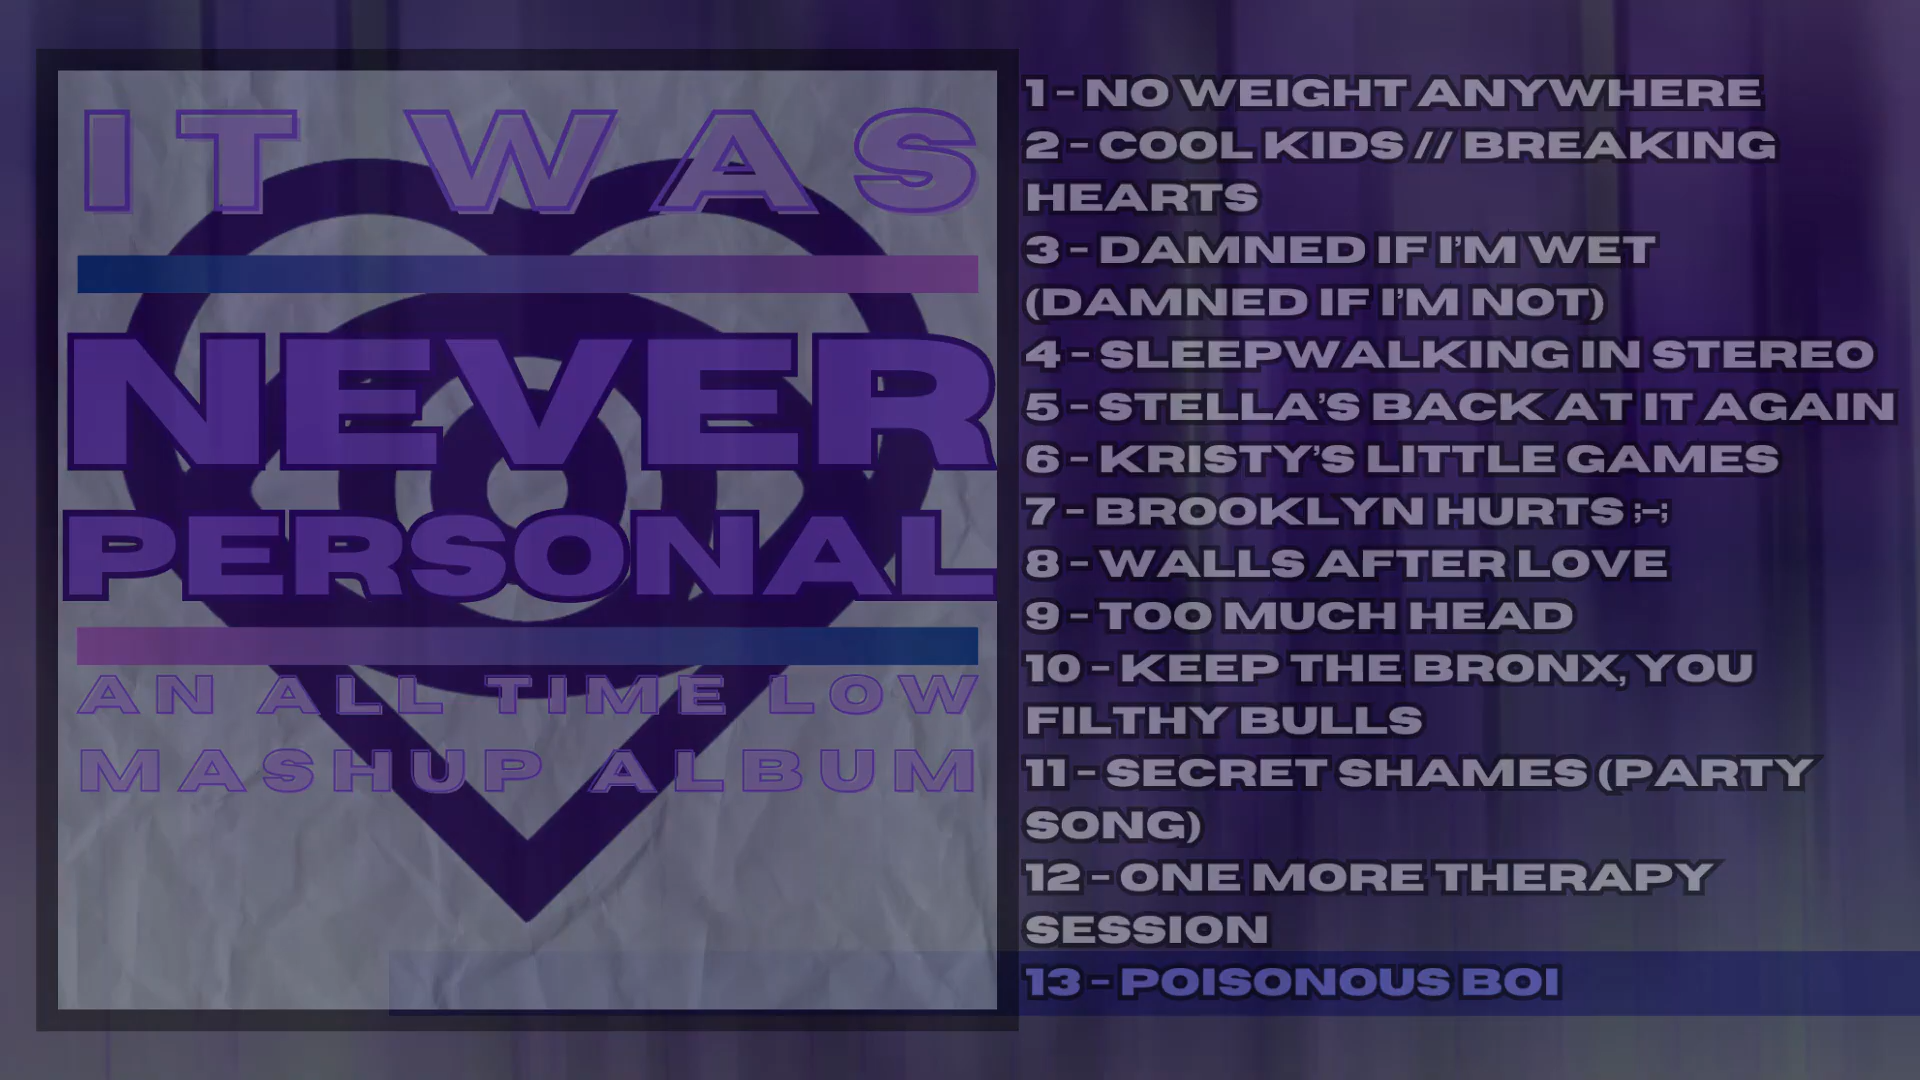 IT WAS
NEVER
PERSONAL
AN ALL TIME LOW
MASHUP ALBUM
1 - NO WEIGHT ANYWHERE
2 - COOL KIDS // BREAKING
HEARTS
3 - DAMNED IF I'M WET
(DAMNED IF I'M NOT)
4 - SLEEPWALKING IN STEREO
5 - STELLA'S BACK AT IT AGAIN
6 - KRISTY'S LITTLE GAMES
7 - BROOKLYN HURTS ;-;
8 - WALLS AFTER LOVE
9 - TOO MUCH HEAD
10 - KEEP THE BRONX, YOU
FILTHY BULLS
11 - SECRET SHAMES (PARTY
SONG)
12 - ONE MORE THERAPY
SESSION
13 - POISONOUS BOI